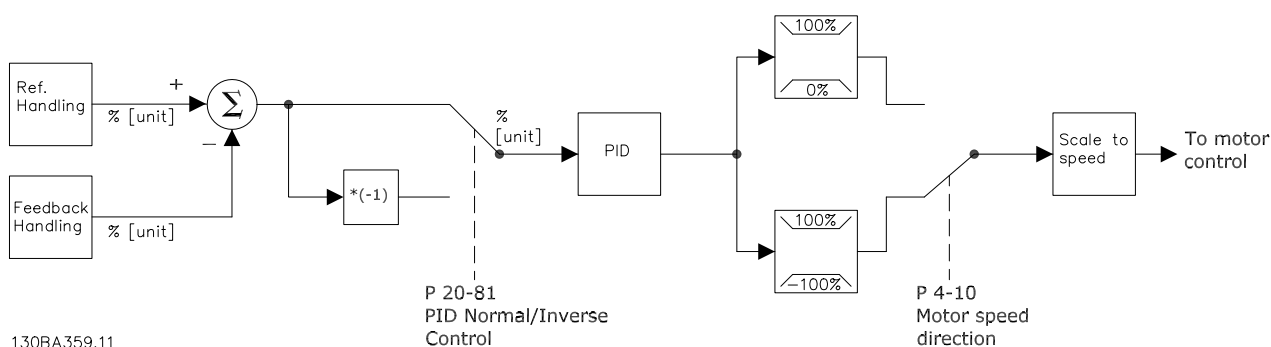 Ref.
Handling
+
% [unit]
Σ
−
Feedback
Handling
% [unit]
*(-1)
%
[unit]
P 20-81
PID Normal/Inverse
Control
PID
100%
0%
100%
-100%
P 4-10
Motor speed
direction
Scale to
speed
To motor
control
130BA359.11